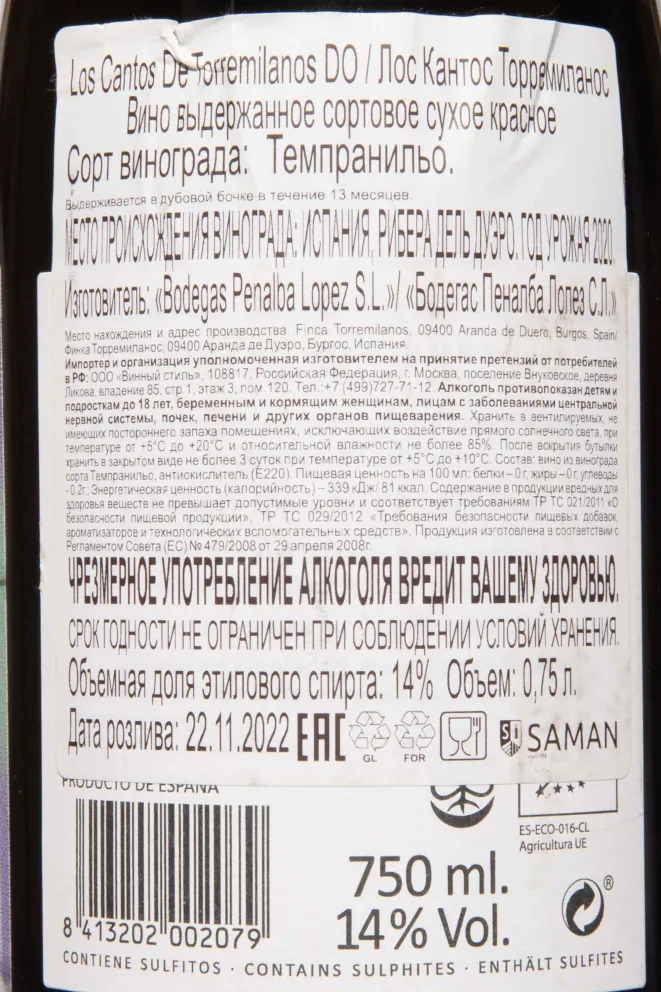 Los Cantos De Torremilanos DO / Лос Кантос Торремиланос
Вино выдержанное сортовое сухое красное
Сорт винограда: Темпранильо.
Выдерживается в дубовой бочке в течение 13 месяцев.
МЕСТО ПРОИСХОЖДЕНИЯ ВИНОГРАДА: ИСПАНИЯ, РИБЕРА ДЕЛЬ ДУЭРО. ГОД УРОЖАЯ 2020.
Изготовитель: «Bodegas Penalba Lopez S.L.»/ «Бодегас Пеналба Лопез С.Л.»
Место нахождения и адрес производства. Finca Torremilanos, 09400 Aranda de Duero, Burgos. Spain/
Финка Торремиланос, 09400 Аранда де Дуэро, Бургос, Испания.
Импортер и организация уполномоченная изготовителем на принятие претензий от потребителей
в РФ: ООО «Винный стиль», 108817, Российская Федерация, г. Москва, поселение Внуковское, деревня
Ликова, владение 85, стр 1, этаж 3, пом. 120. Тел.:+7 (499)727-71-12. Алкоголь противопоказан детям и
подросткам до 18 лет, беременным и кормящим женщинам, лицам с заболеваниями центральной
нервной системы, почек, печени и других органов пищеварения. Хранить в вентилируемых, не
имеющих постороннего запаха помещениях, исключающих воздействие прямого солнечного света, при
температуре от +5°С до +20°С и относительной влажности не более 85%. После вскрытия бутылки
хранить в закрытом виде не более 3 суток при температуре от +5°С до +10°С. Состав: вино из винограда
сорта Темпранильо, антиокислитель (Е220). Пищевая ценность на 100 мл: белки – 0 г, жиры – 0 г, углеводы
- 0,2г; Энергетическая ценность (калорийность) – 339 кДж/ 81 ккал. Содержание в продукции вредных для
здоровья веществ не превышает допустимые уровни и соответствует требованиям ТР ТС 021/2011 «О
безопасности пищевой продукции», ТР ТС 029/2012 «Требования безопасности пищевых добавок,
ароматизаторов и технологических вспомогательных средств». Продукция изготовлена в соответствии с
Регламентом Совета (ЕС) № 479/2008 от 29 апреля 2008г.
ЧРЕЗМЕРНОЕ УПОТРЕБЛЕНИЕ АЛКОГОЛЯ ВРЕДИТ ВАШЕМУ ЗДОРОВЬЮ.
СРОК ГОДНОСТИ НЕ ОГРАНИЧЕН ПРИ СОБЛЮДЕНИИ УСЛОВИЙ ХРАНЕНИЯ.
Объемная доля этилового спирта: 14% Объем: 0,75 л.
Дата розлива: 22.11.2022 EAC GL FOR SAMAN
PRODUCTO DE ESPAÑA
ES-ECO-016-CL
Agricultura UE
750 ml.
14% Vol.
8 413202 002079
CONTIENE SULFITOS · CONTAINS SULPHITES · ENTHÄLT SULFITES